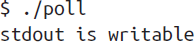 $ ./poll
stdout is writable